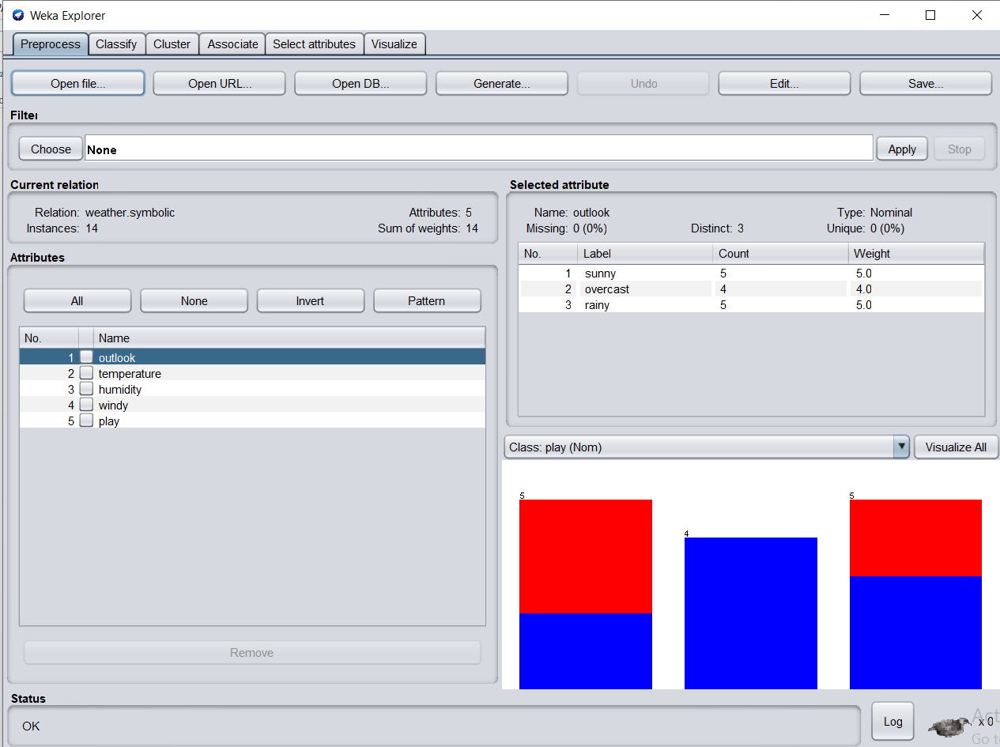 Weka Explorer
Preprocess Classify Cluster Associate Select attributes Visualize
Open file... Open URL... Open DB... Generate... Undo Edit... Save...
Filter
Choose None Apply Stop
Current relation
Relation: weather.symbolic Attributes: 5
Instances: 14 Sum of weights: 14
Selected attribute
Name: outlook Type: Nominal
Missing: 0 (0%) Distinct: 3 Unique: 0 (0%)
No. Label Count Weight
1 sunny 5 5.0
2 overcast 4 4.0
3 rainy 5 5.0
Attributes
All None Invert Pattern
No. Name
1 outlook
2 temperature
3 humidity
4 windy
5 play
Remove
Class: play (Nom) Visualize All
5 4 5
Status
OK
Log x 0